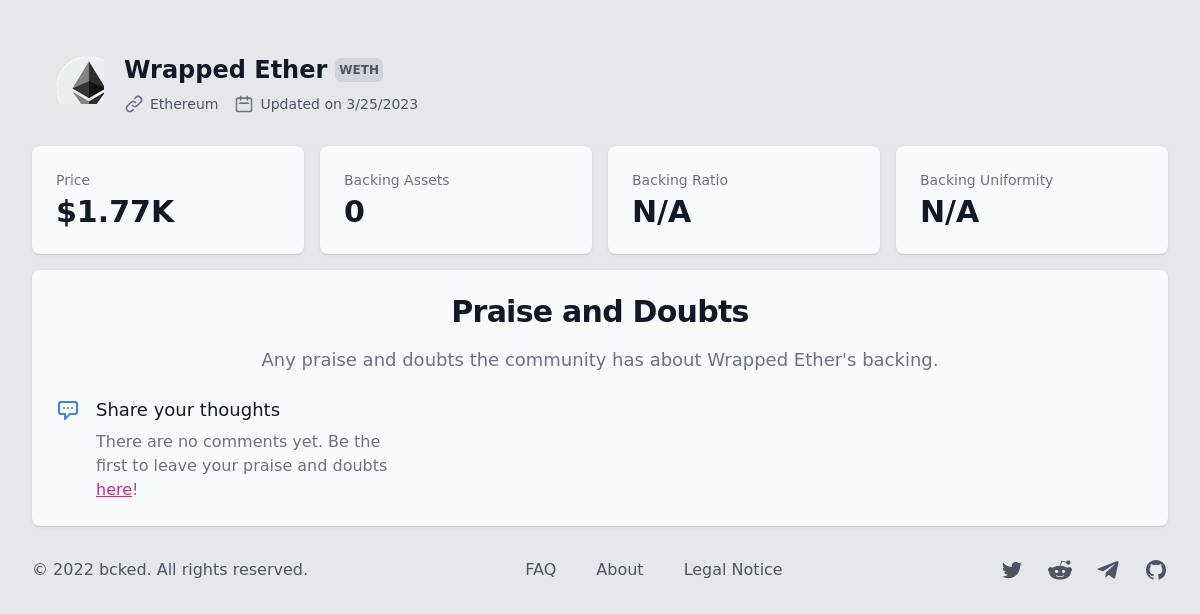 Wrapped Ether WETH
Ethereum Updated on 3/25/2023
Price
$1.77K
Backing Assets
0
Backing Ratio
N/A
Backing Uniformity
N/A
Praise and Doubts
Any praise and doubts the community has about Wrapped Ether's backing.
Share your thoughts
There are no comments yet. Be the
first to leave your praise and doubts
here!
© 2022 bcked. All rights reserved.
FAQ About Legal Notice